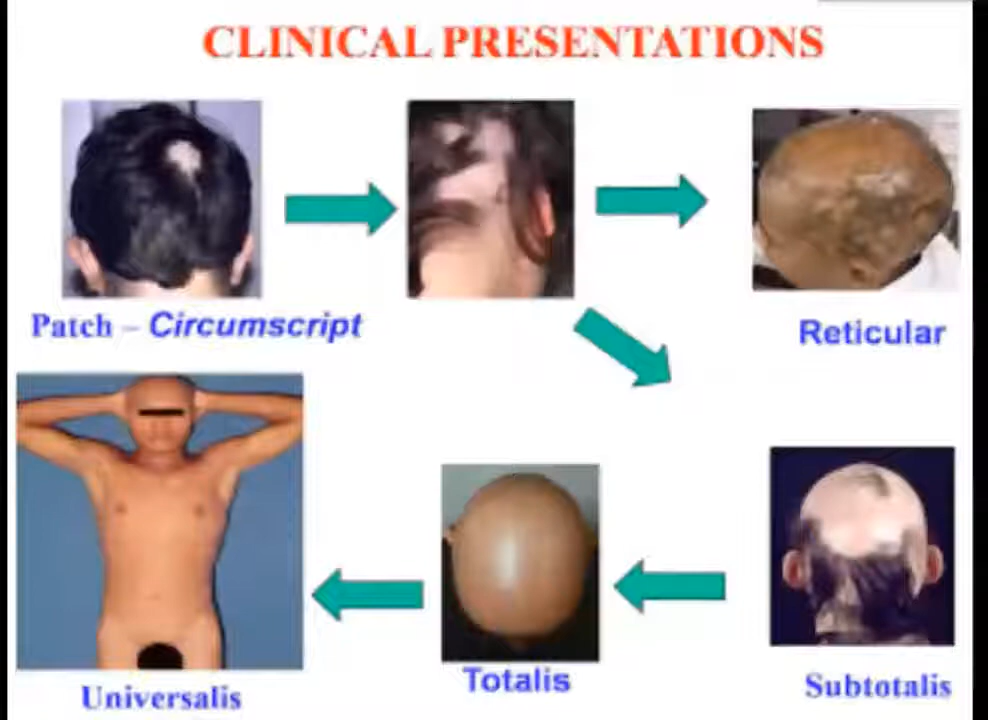 CLINICAL PRESENTATIONS
Patch – Circumscript
Reticular
Universalis
Totalis
Subtotalis